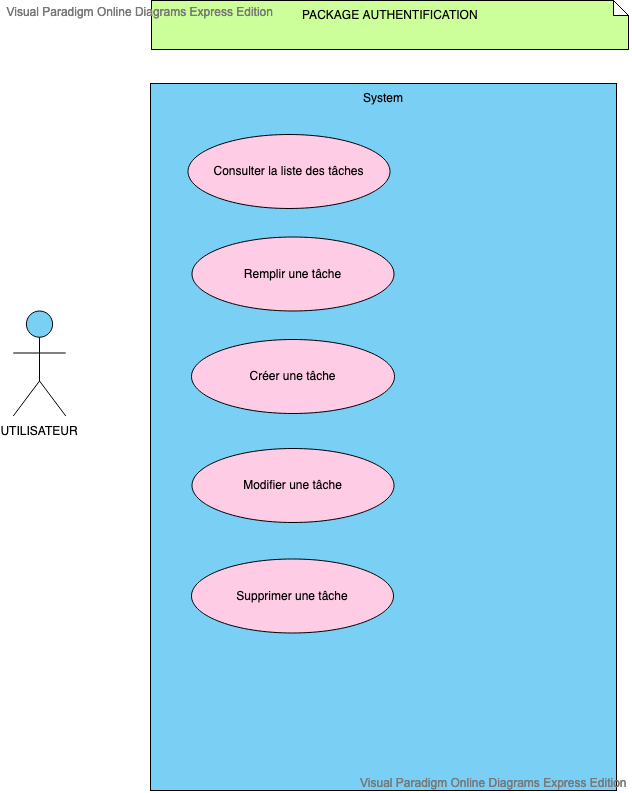 Visual Paradigm Online Diagrams Express Edition
PACKAGE AUTHENTIFICATION
System
Consulter la liste des tâches
Remplir une tâche
Créer une tâche
UTILISATEUR
Modifier une tâche
Supprimer une tâche
Visual Paradigm Online Diagrams Express Edition